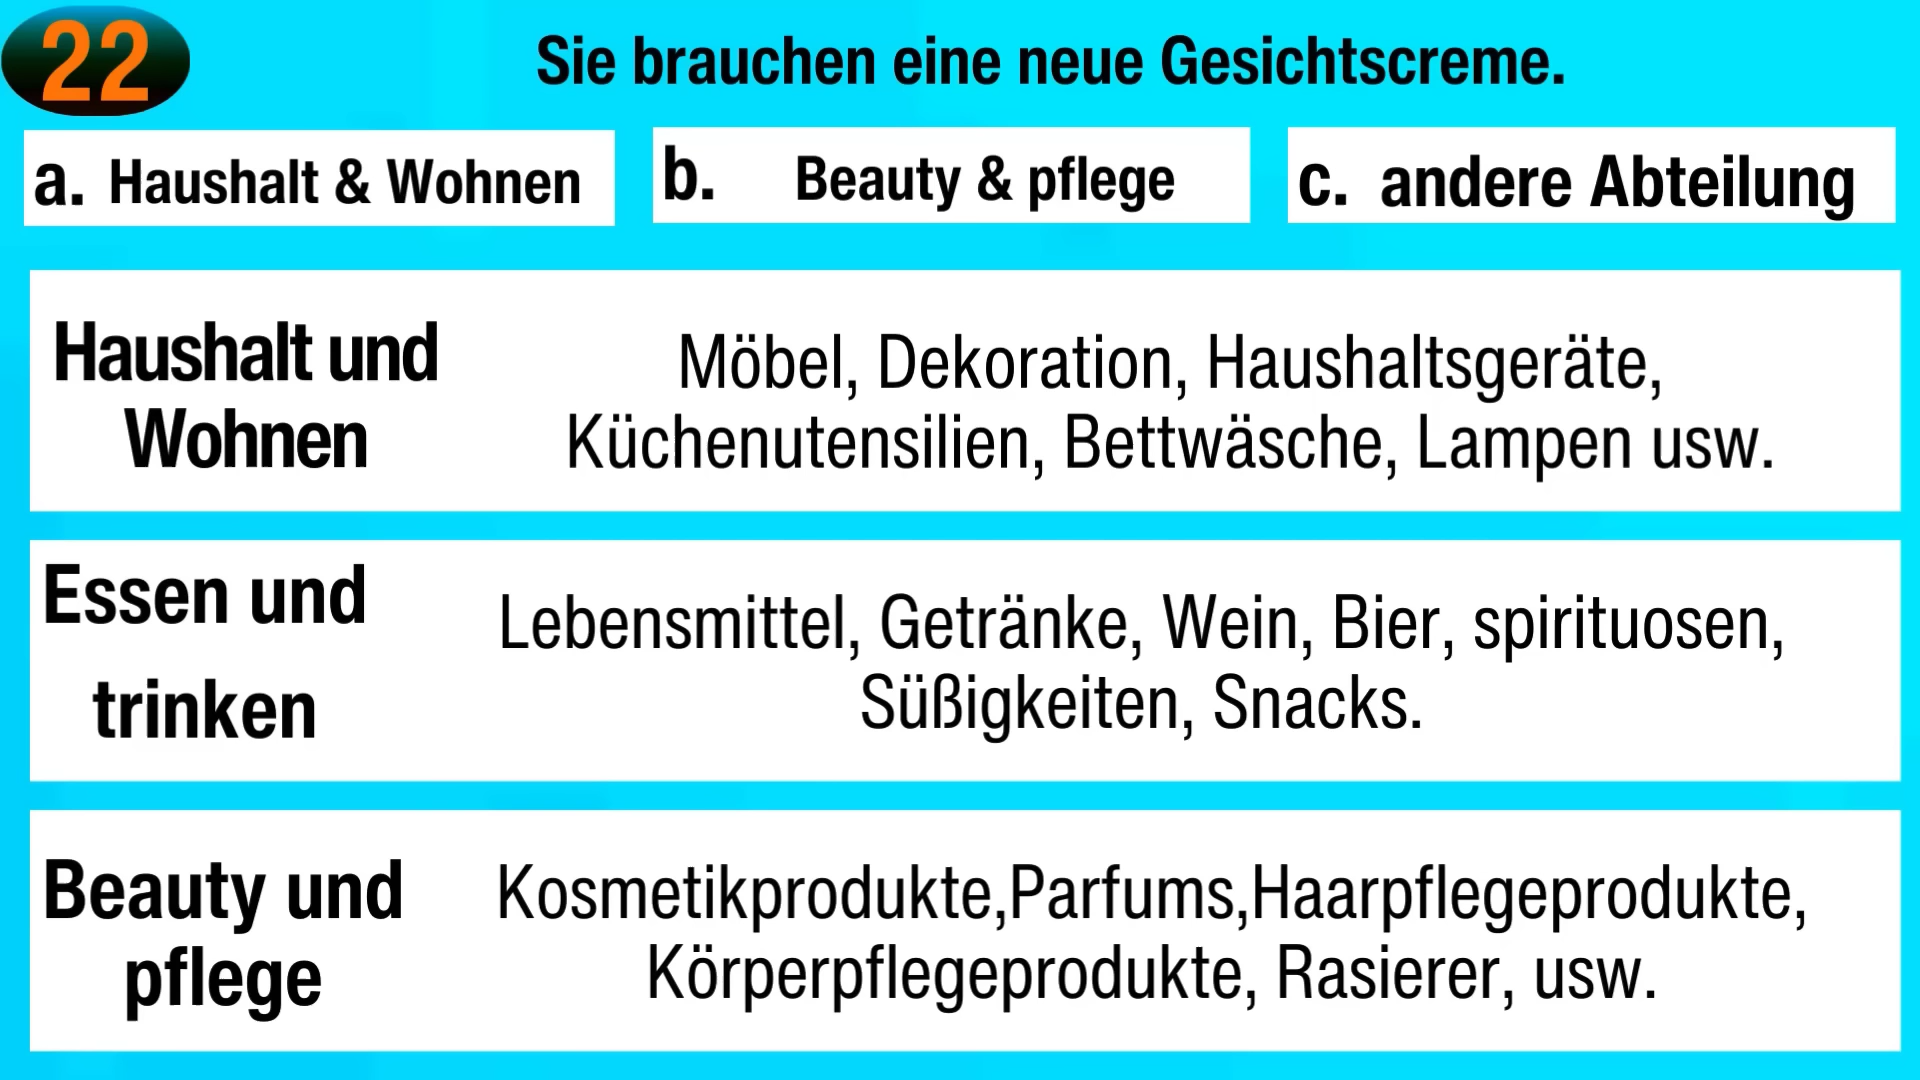 22
Sie brauchen eine neue Gesichtscreme.
a. Haushalt & Wohnen
b. Beauty & pflege
c. andere Abteilung
Haushalt und
Wohnen
Möbel, Dekoration, Haushaltsgeräte,
Küchenutensilien, Bettwäsche, Lampen usw.
Essen und
trinken
Lebensmittel, Getränke, Wein, Bier, spirituosen,
Süßigkeiten, Snacks.
Beauty und
pflege
Kosmetikprodukte,Parfums,Haarpflegeprodukte,
Körperpflegeprodukte, Rasierer, usw.